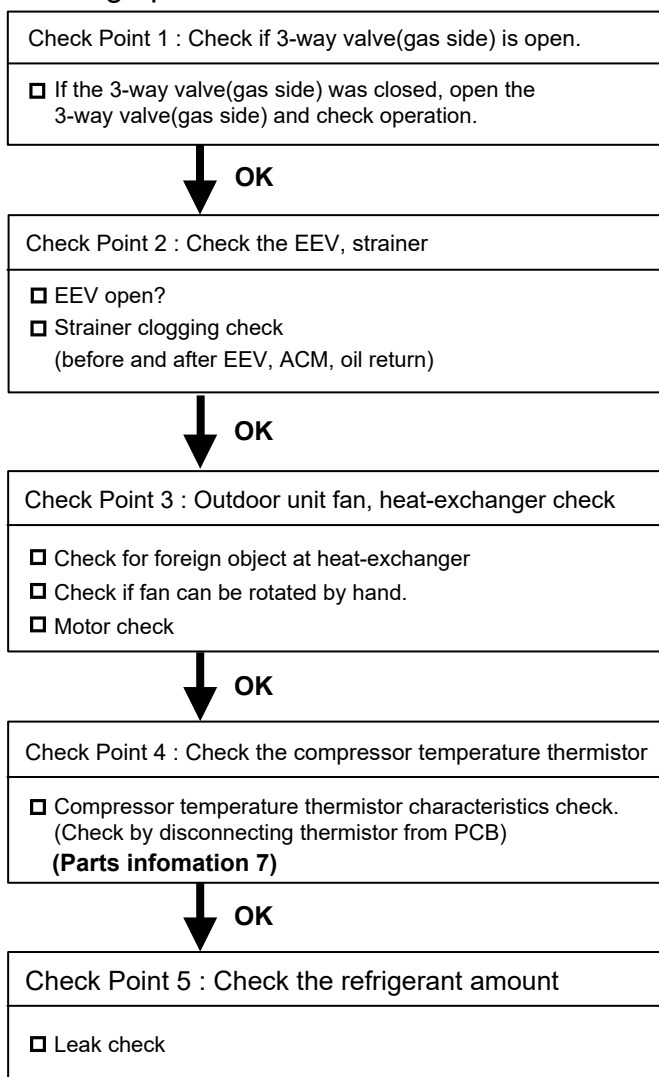 Check Point 1 : Check if 3-way valve(gas side) is open.
If the 3-way valve(gas side) was closed, open the
3-way valve(gas side) and check operation.
OK
Check Point 2 : Check the EEV, strainer
EEV open?
Strainer clogging check
(before and after EEV, ACM, oil return)
OK
Check Point 3 : Outdoor unit fan, heat-exchanger check
Check for foreign object at heat-exchanger
Check if fan can be rotated by hand.
Motor check
OK
Check Point 4 : Check the compressor temperature thermistor
Compressor temperature thermistor characteristics check.
(Check by disconnecting thermistor from PCB)
(Parts infomation 7)
OK
Check Point 5 : Check the refrigerant amount
Leak check